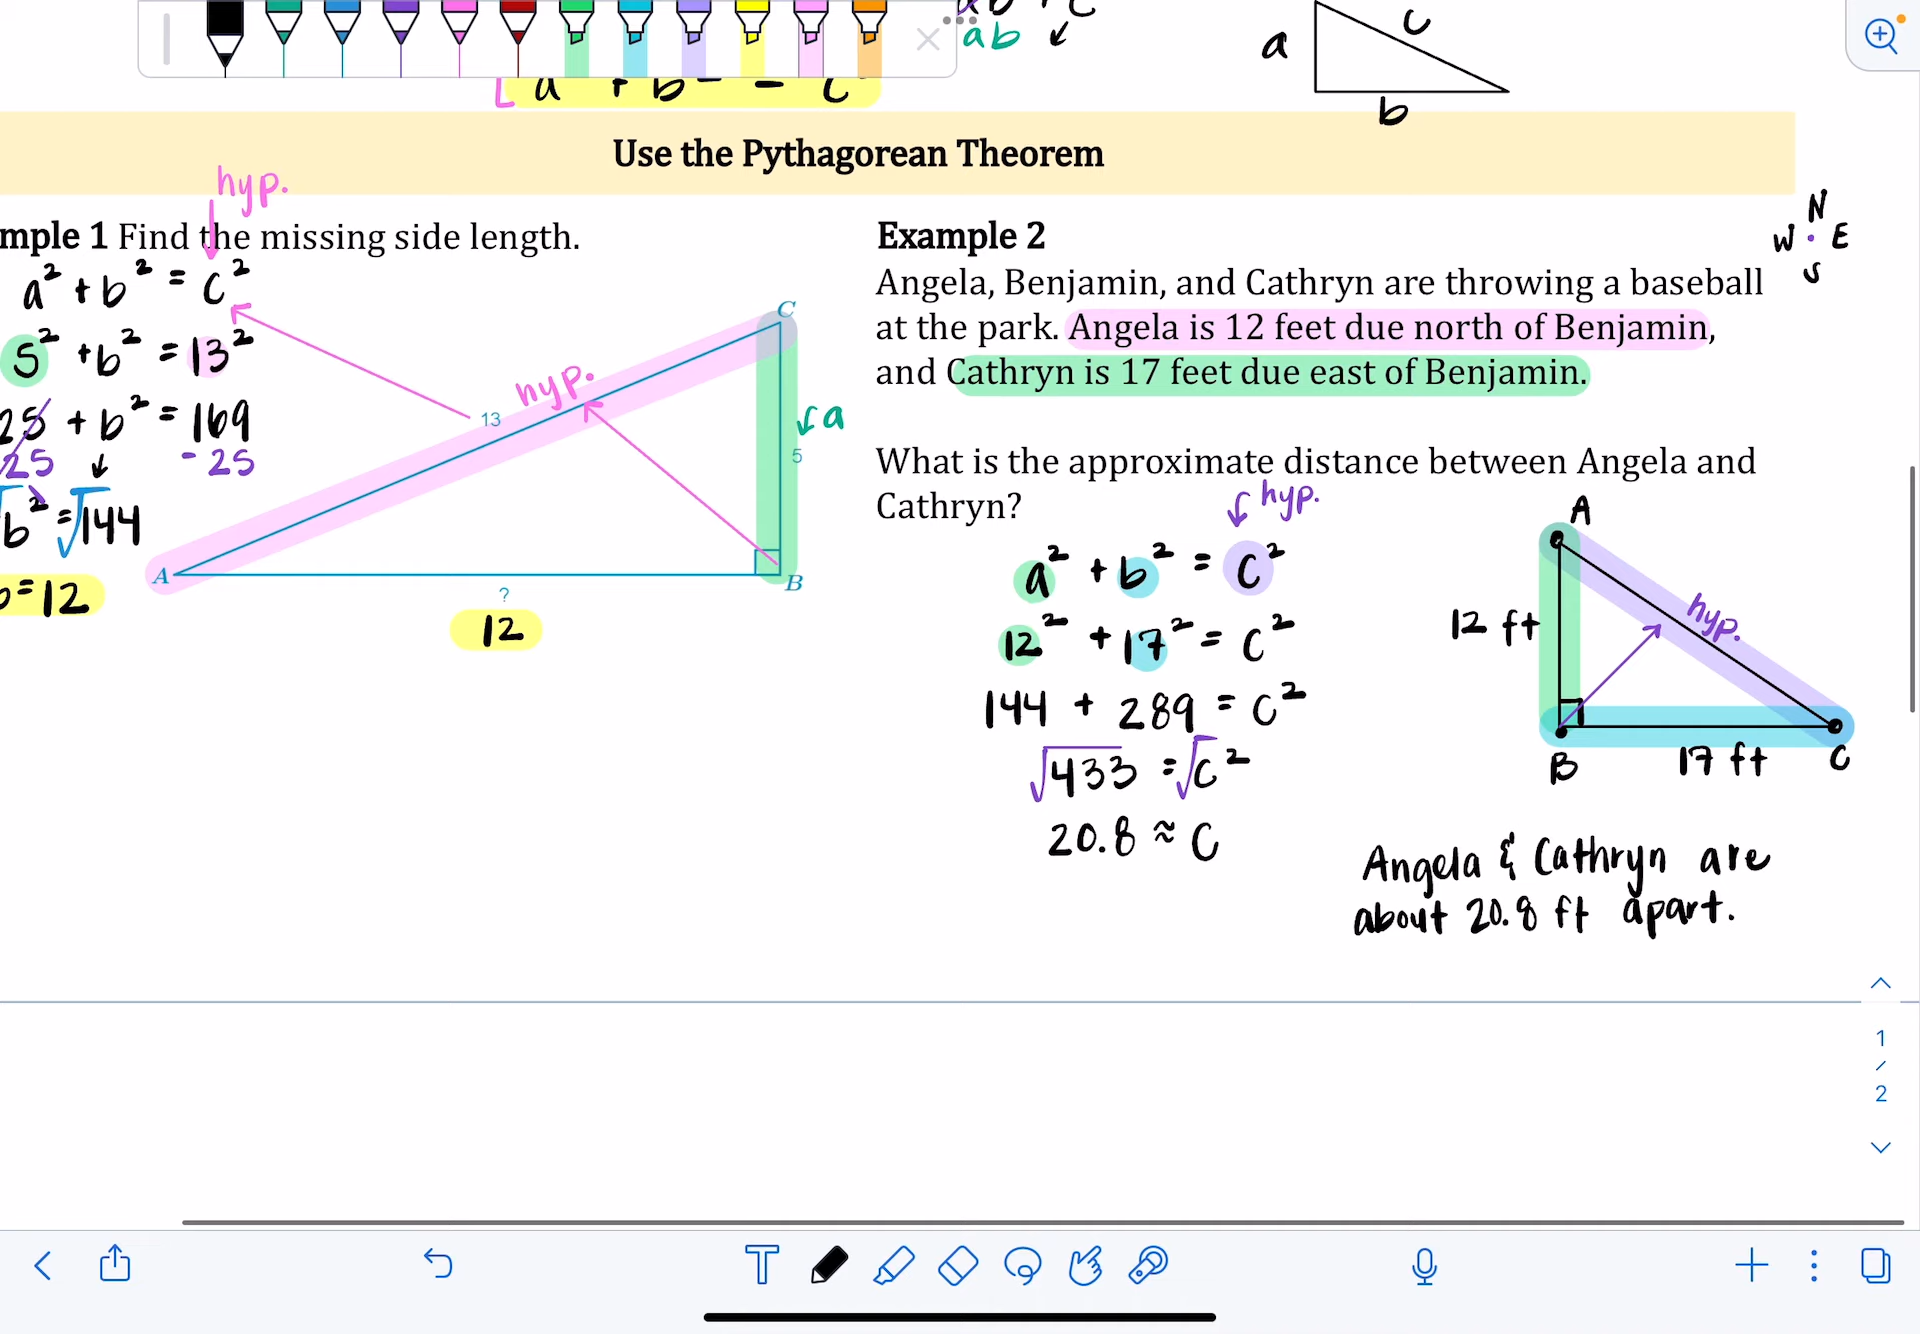 ab
a
c
b
a + b² = c
Use the Pythagorean Theorem
hyp.
mple 1 Find the missing side length.
a² + b² = c²
5² + b² = 13²
25 + b² = 169
25 - 25
√b² = √144
b = 12
C
hyp.
13
a
5
A
B
?
12
Example 2
N
W · E
S
Angela, Benjamin, and Cathryn are throwing a baseball
at the park. Angela is 12 feet due north of Benjamin,
and Cathryn is 17 feet due east of Benjamin.
What is the approximate distance between Angela and
Cathryn?
hyp.
a² + b² = c²
12² + 17² = c²
144 + 289 = c²
√433 = √c²
20.8 ≈ c
A
12 ft
hyp.
B
17 ft
C
Angela & Cathryn are
about 20.8 ft apart.
1
/
2
T